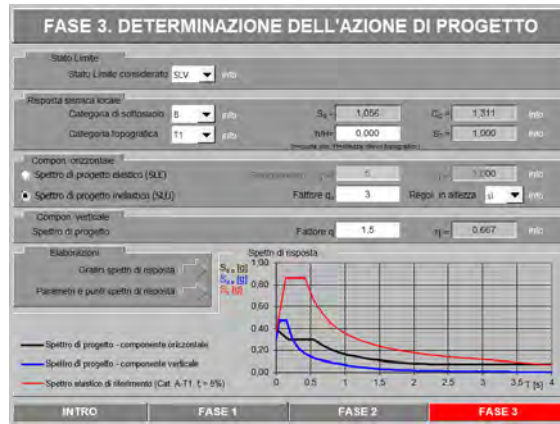 FASE 3. DETERMINAZIONE DELL'AZIONE DI PROGETTO
Stato Limite
Stato Limite considerato SLV info
Risposta sismica locale
Categoria di sottosuolo B info
S_S = 1,056 C_C = 1,311 info
Categoria topografica T1 info
h/H = 0,000 S_T = 1,000 info
Compon. orizzontale
Spettro di progetto elastico (SLE)
5 1,000 info
Spettro di progetto inelastico (SLU)
Fattore q₀ 3 Regol. in altezza sì info
Compon. verticale
Spettro di progetto
Fattore q 1,5 η = 0,667 info
Elaborazioni
Grafici spettri di risposta
Parametri e punti spettri di risposta
Spettri di risposta
[g]
[g]
[g]
1,00
0,80
0,60
0,40
0,20
0,00
0 0,5 1 1,5 2 2,5 3 3,5 T [s] 4
Spettro di progetto - componente orizzontale
Spettro di progetto - componente verticale
Spettro elastico di riferimento (Cat. A-T1, ξ = 5%)
INTRO FASE 1 FASE 2 FASE 3